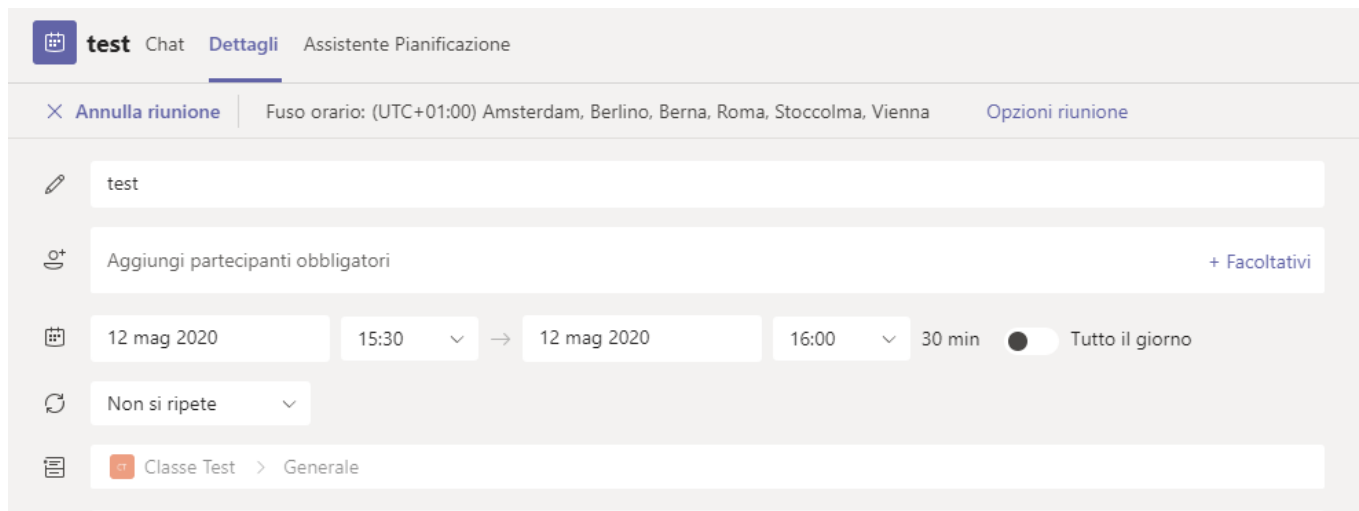 test Chat Dettagli Assistente Pianificazione
Annulla riunione Fuso orario: (UTC+01:00) Amsterdam, Berlino, Berna, Roma, Stoccolma, Vienna Opzioni riunione
test
Aggiungi partecipanti obbligatori + Facoltativi
12 mag 2020 15:30 → 12 mag 2020 16:00 30 min Tutto il giorno
Non si ripete
CT Classe Test > Generale